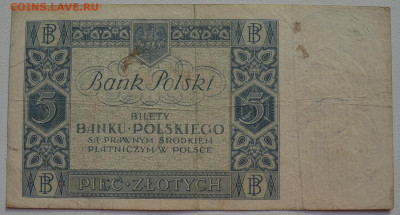 COINS.LAVE.RU
BP BP
Bank Polski
BILETY
5 BANKU·POLSKIEGO 5
SĄ PRAWNYM ŚRODKIEM
PŁATNICZYM W POLSCE
BP PIĘĆ·ZŁOTYCH BP